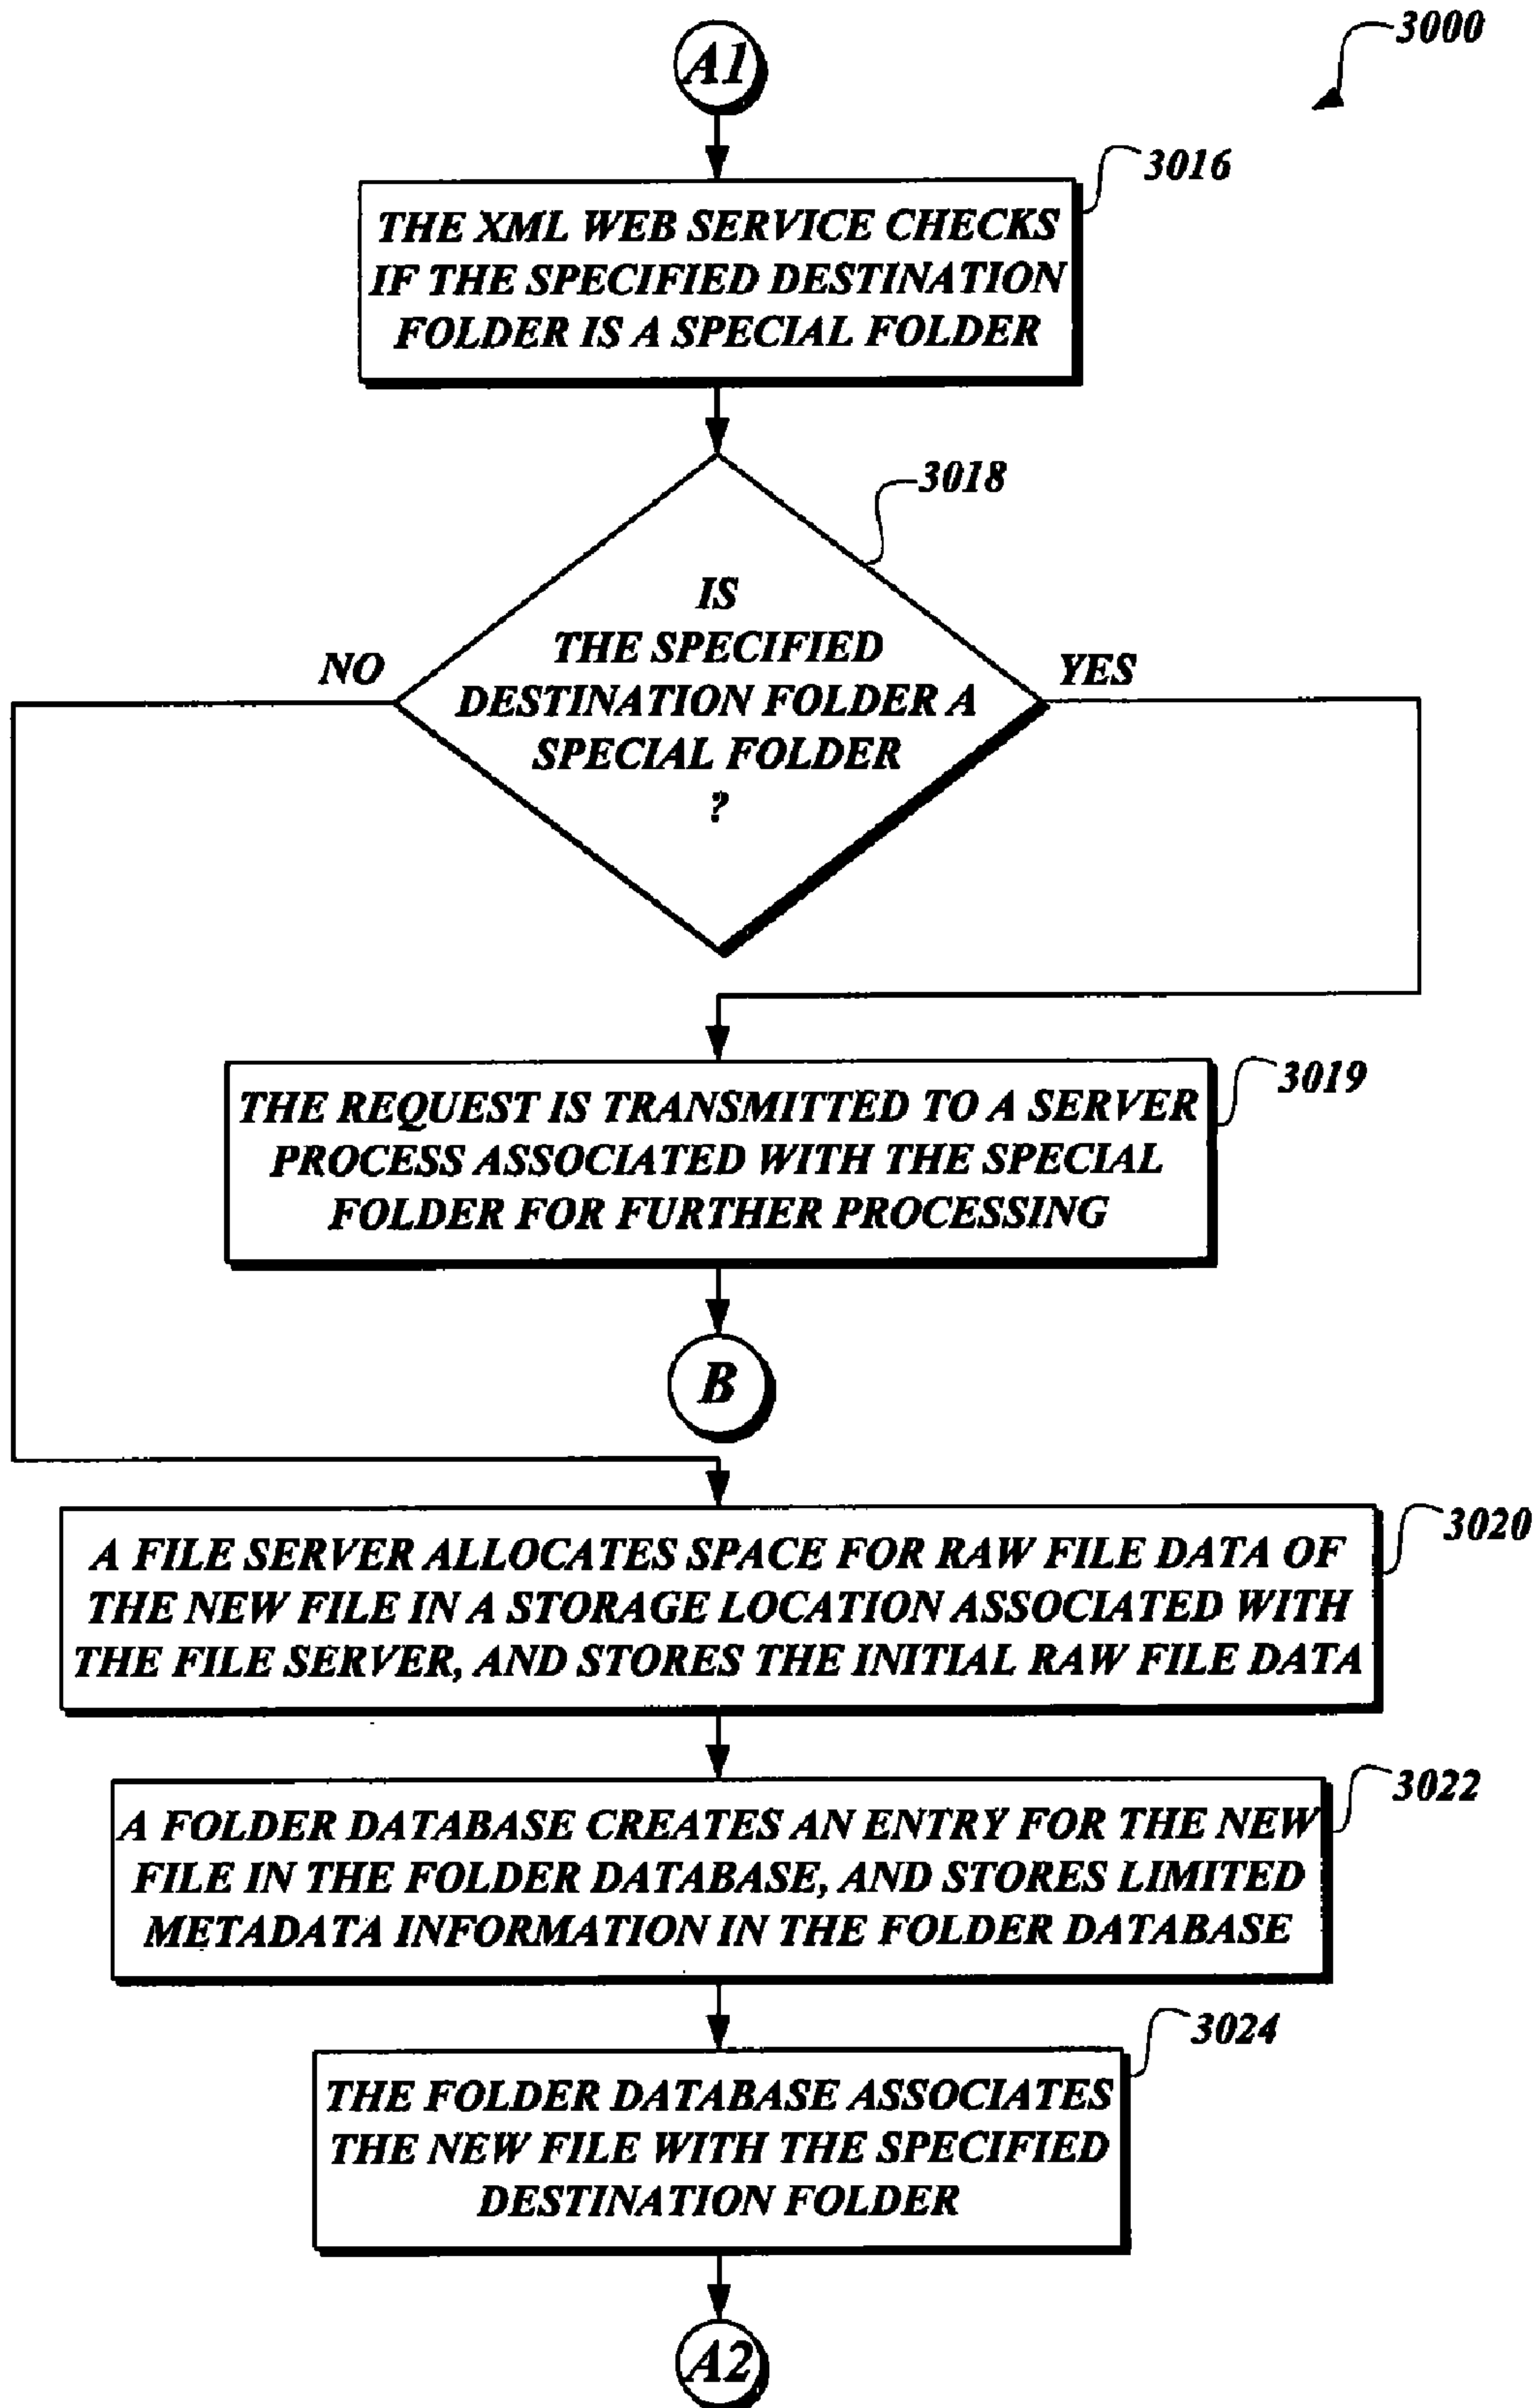 A1
3000
3016
THE XML WEB SERVICE CHECKS
IF THE SPECIFIED DESTINATION
FOLDER IS A SPECIAL FOLDER
3018
IS
THE SPECIFIED
DESTINATION FOLDER A
SPECIAL FOLDER
?
NO
YES
3019
THE REQUEST IS TRANSMITTED TO A SERVER
PROCESS ASSOCIATED WITH THE SPECIAL
FOLDER FOR FURTHER PROCESSING
B
3020
A FILE SERVER ALLOCATES SPACE FOR RAW FILE DATA OF
THE NEW FILE IN A STORAGE LOCATION ASSOCIATED WITH
THE FILE SERVER, AND STORES THE INITIAL RAW FILE DATA
3022
A FOLDER DATABASE CREATES AN ENTRY FOR THE NEW
FILE IN THE FOLDER DATABASE, AND STORES LIMITED
METADATA INFORMATION IN THE FOLDER DATABASE
3024
THE FOLDER DATABASE ASSOCIATES
THE NEW FILE WITH THE SPECIFIED
DESTINATION FOLDER
A2